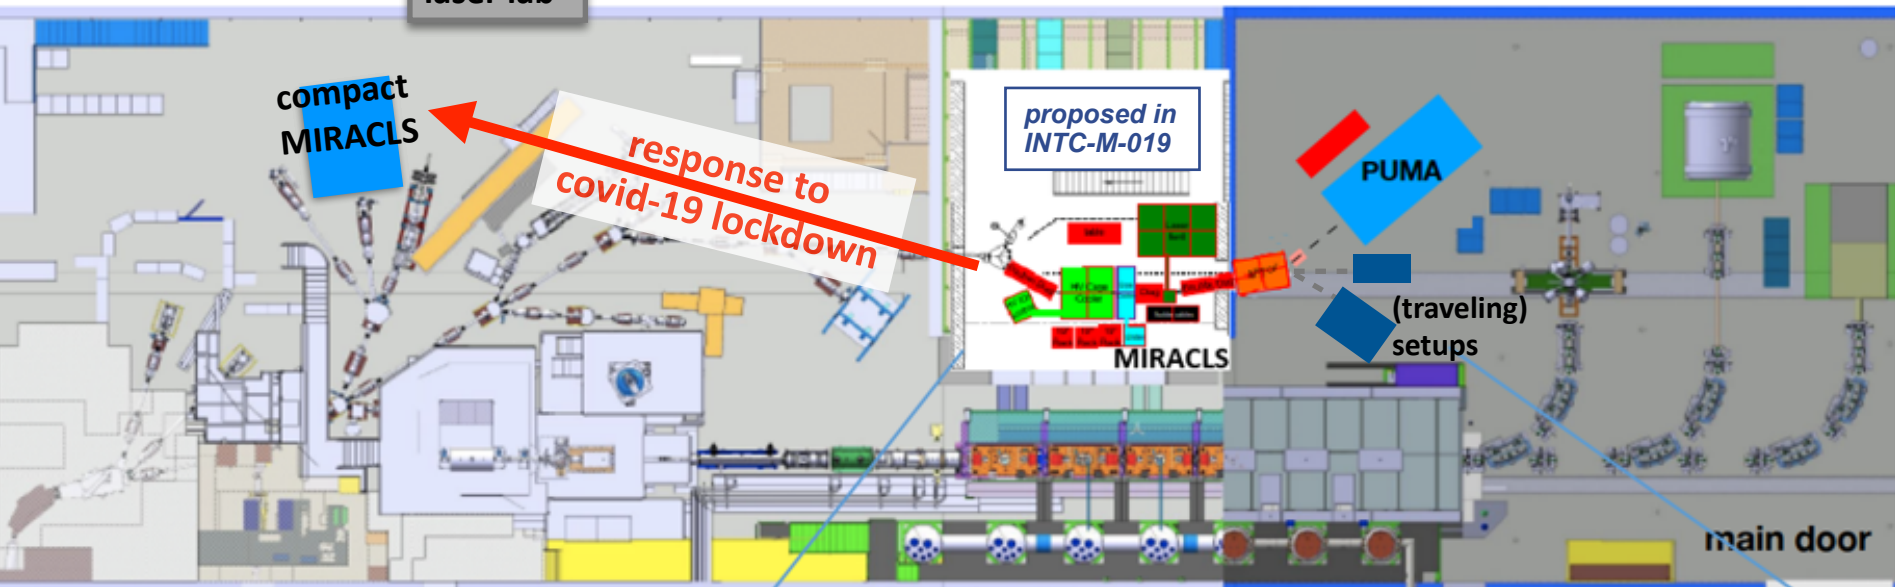 laser lab
compact
MIRACLS
response to
covid-19 lockdown
proposed in
INTC-M-019
MIRACLS
PUMA
(traveling)
setups
main door